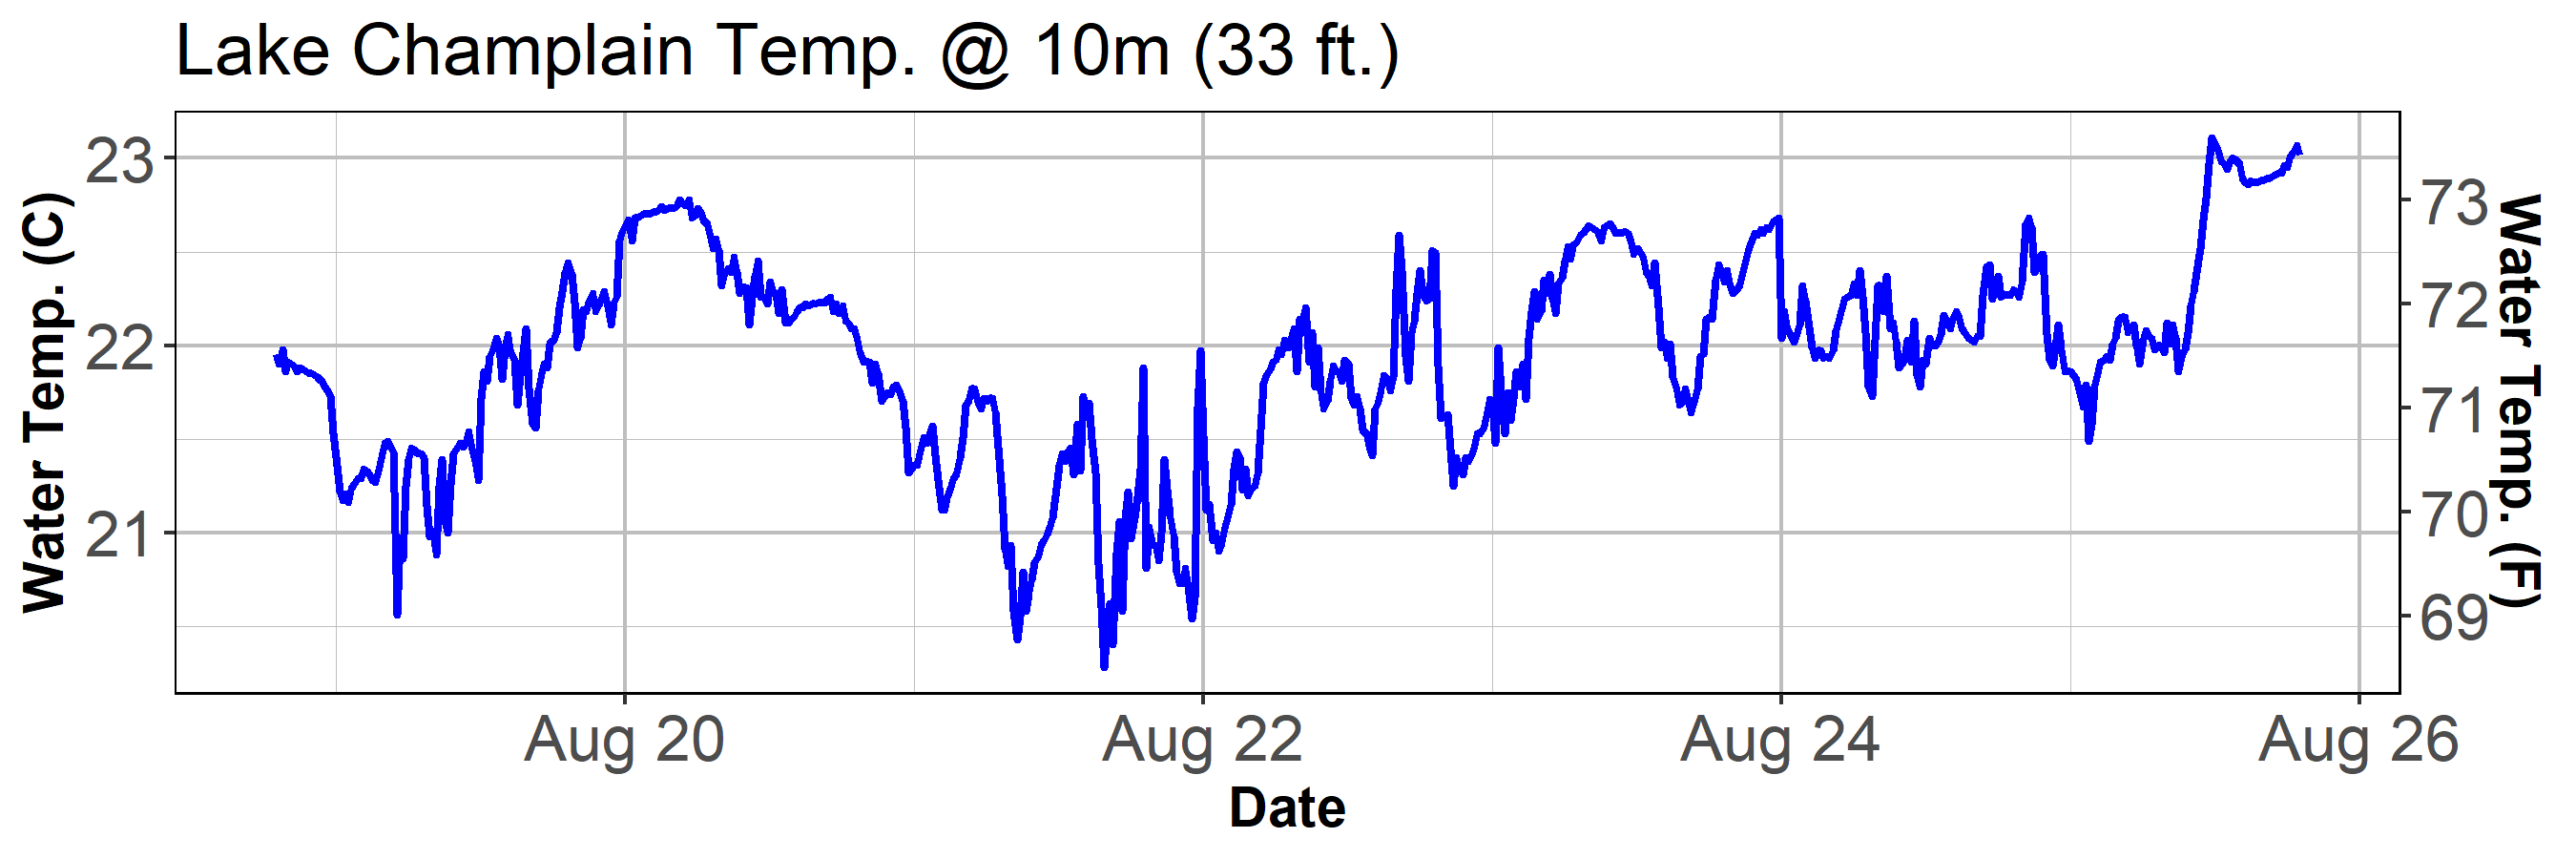 Lake Champlain Temp. @ 10m (33 ft.)
Water Temp. (C)
23
22
21
73
72
71
70
69
Water Temp. (F)
Aug 20
Aug 22
Aug 24
Aug 26
Date